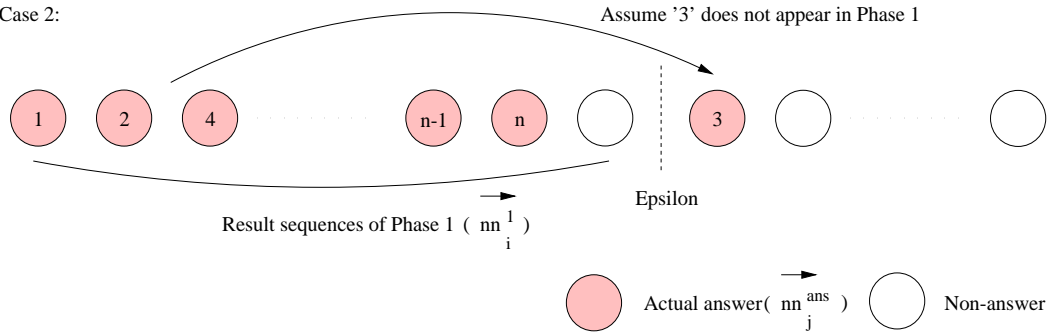 Case 2:
Assume '3' does not appear in Phase 1
1 2 4 n-1 n 3
Epsilon
Result sequences of Phase 1 ( nn 1 i )
Actual answer( nn ans j ) Non-answer